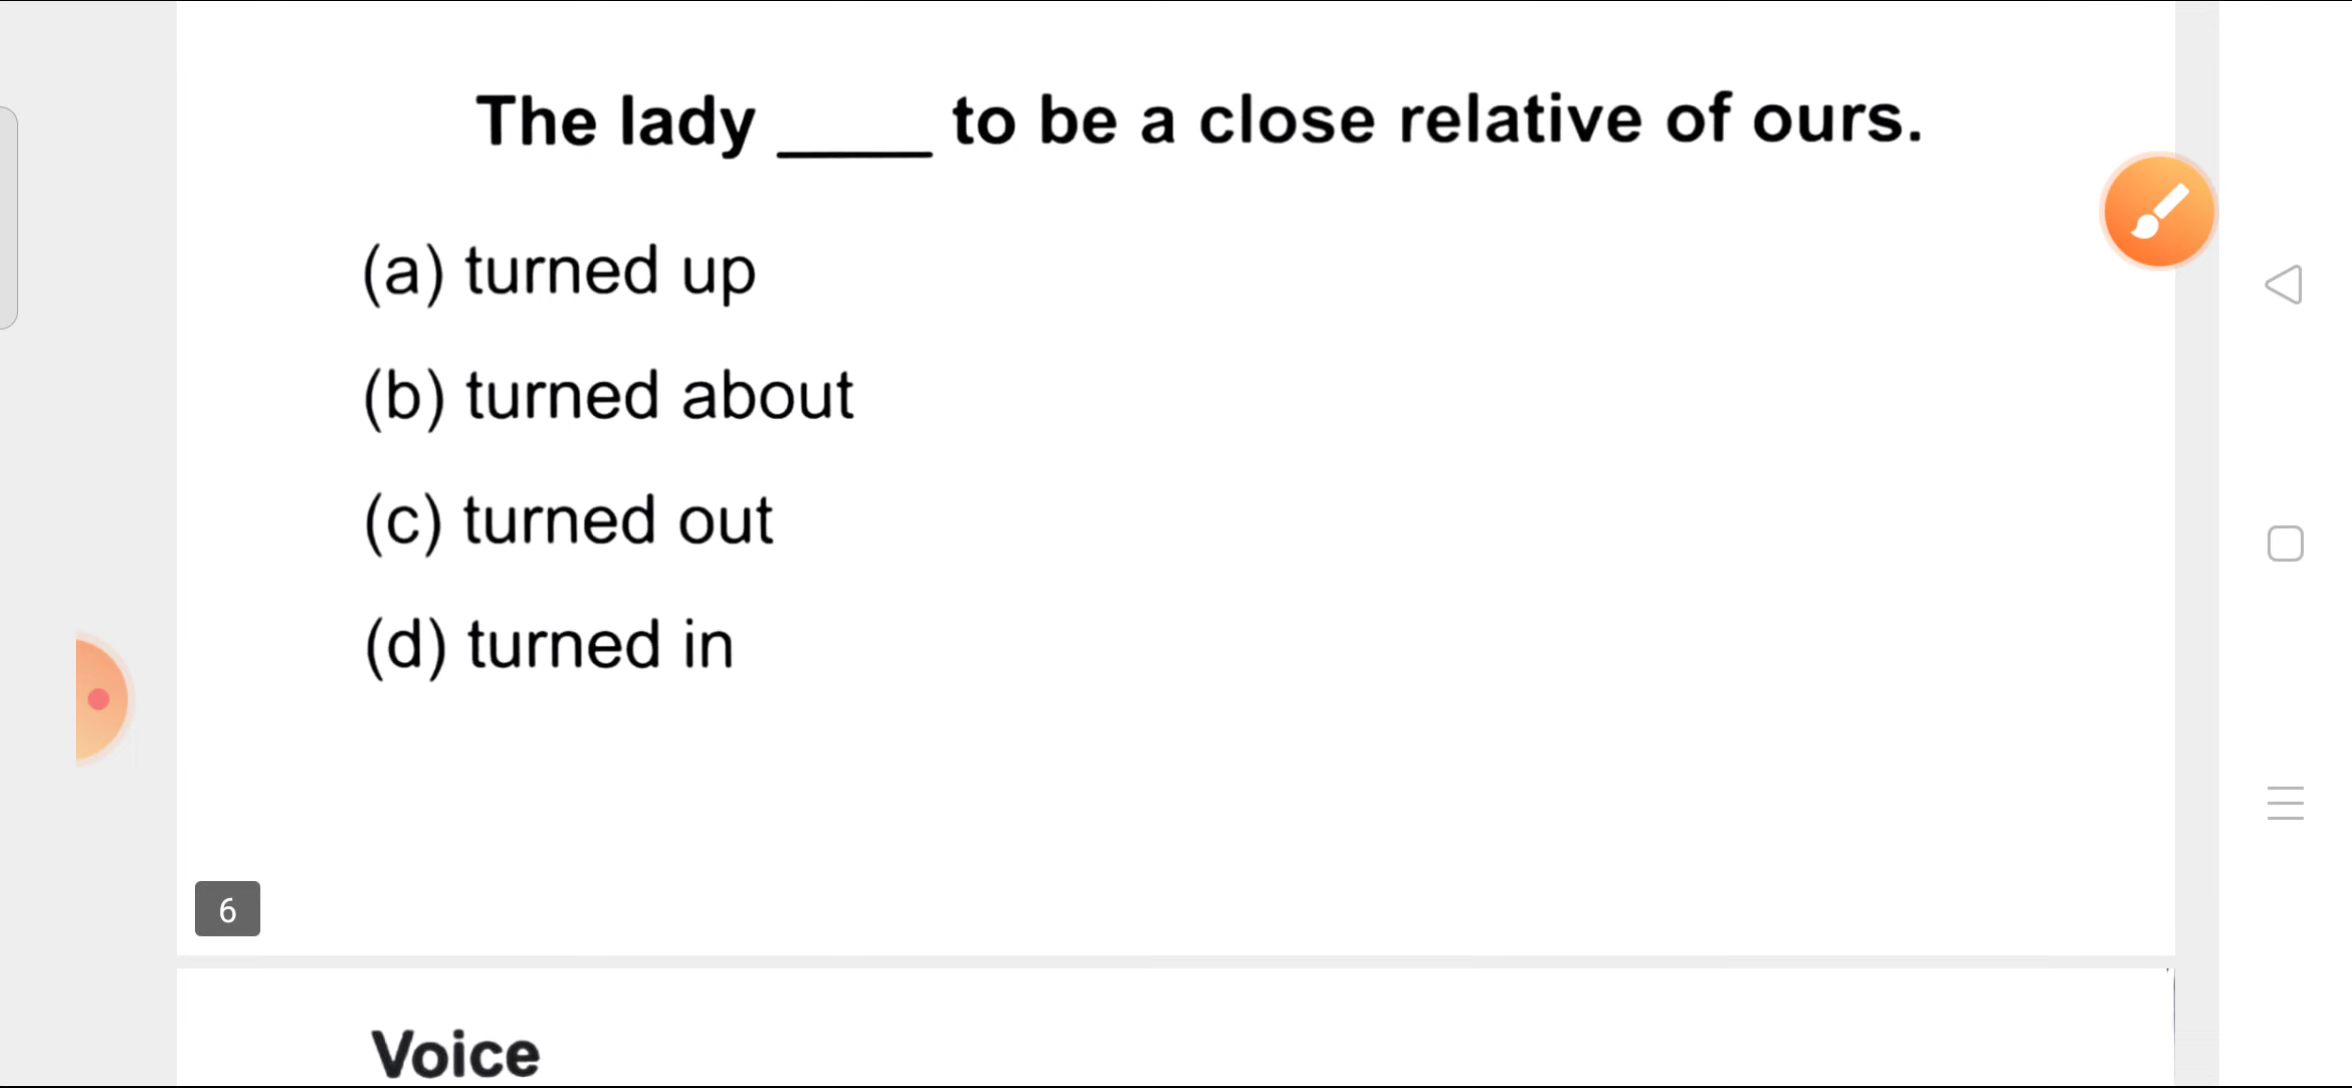 The lady _____ to be a close relative of ours.
(a) turned up
(b) turned about
(c) turned out
(d) turned in
6
Voice